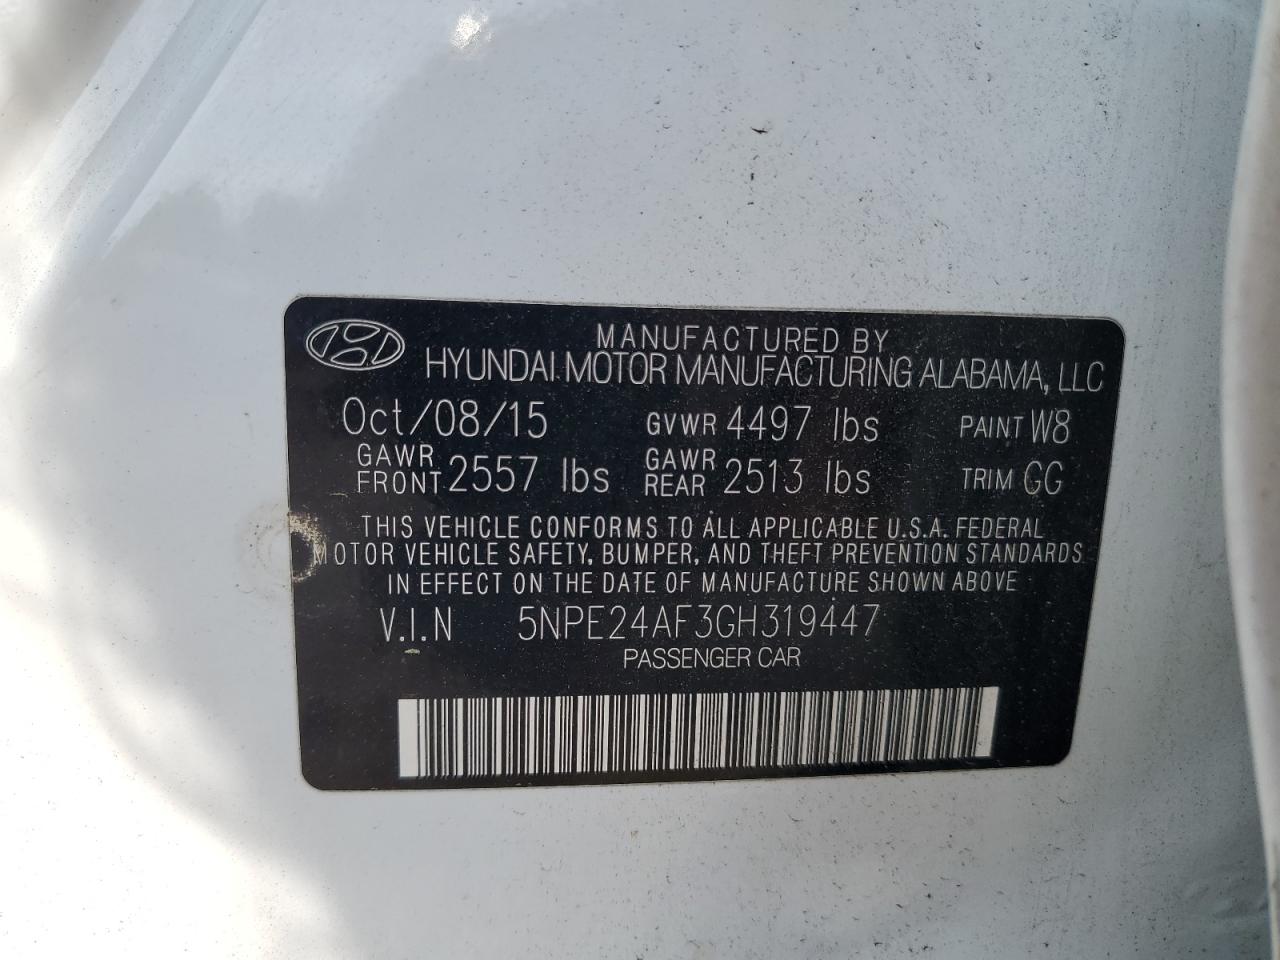 MANUFACTURED BY
HYUNDAI MOTOR MANUFACTURING ALABAMA, LLC
Oct/08/15 GVWR 4497 lbs PAINT W8
GAWR FRONT 2557 lbs GAWR REAR 2513 lbs TRIM GG
THIS VEHICLE CONFORMS TO ALL APPLICABLE U.S.A. FEDERAL
MOTOR VEHICLE SAFETY, BUMPER, AND THEFT PREVENTION STANDARDS
IN EFFECT ON THE DATE OF MANUFACTURE SHOWN ABOVE
V.I.N 5NPE24AF3GH319447
PASSENGER CAR